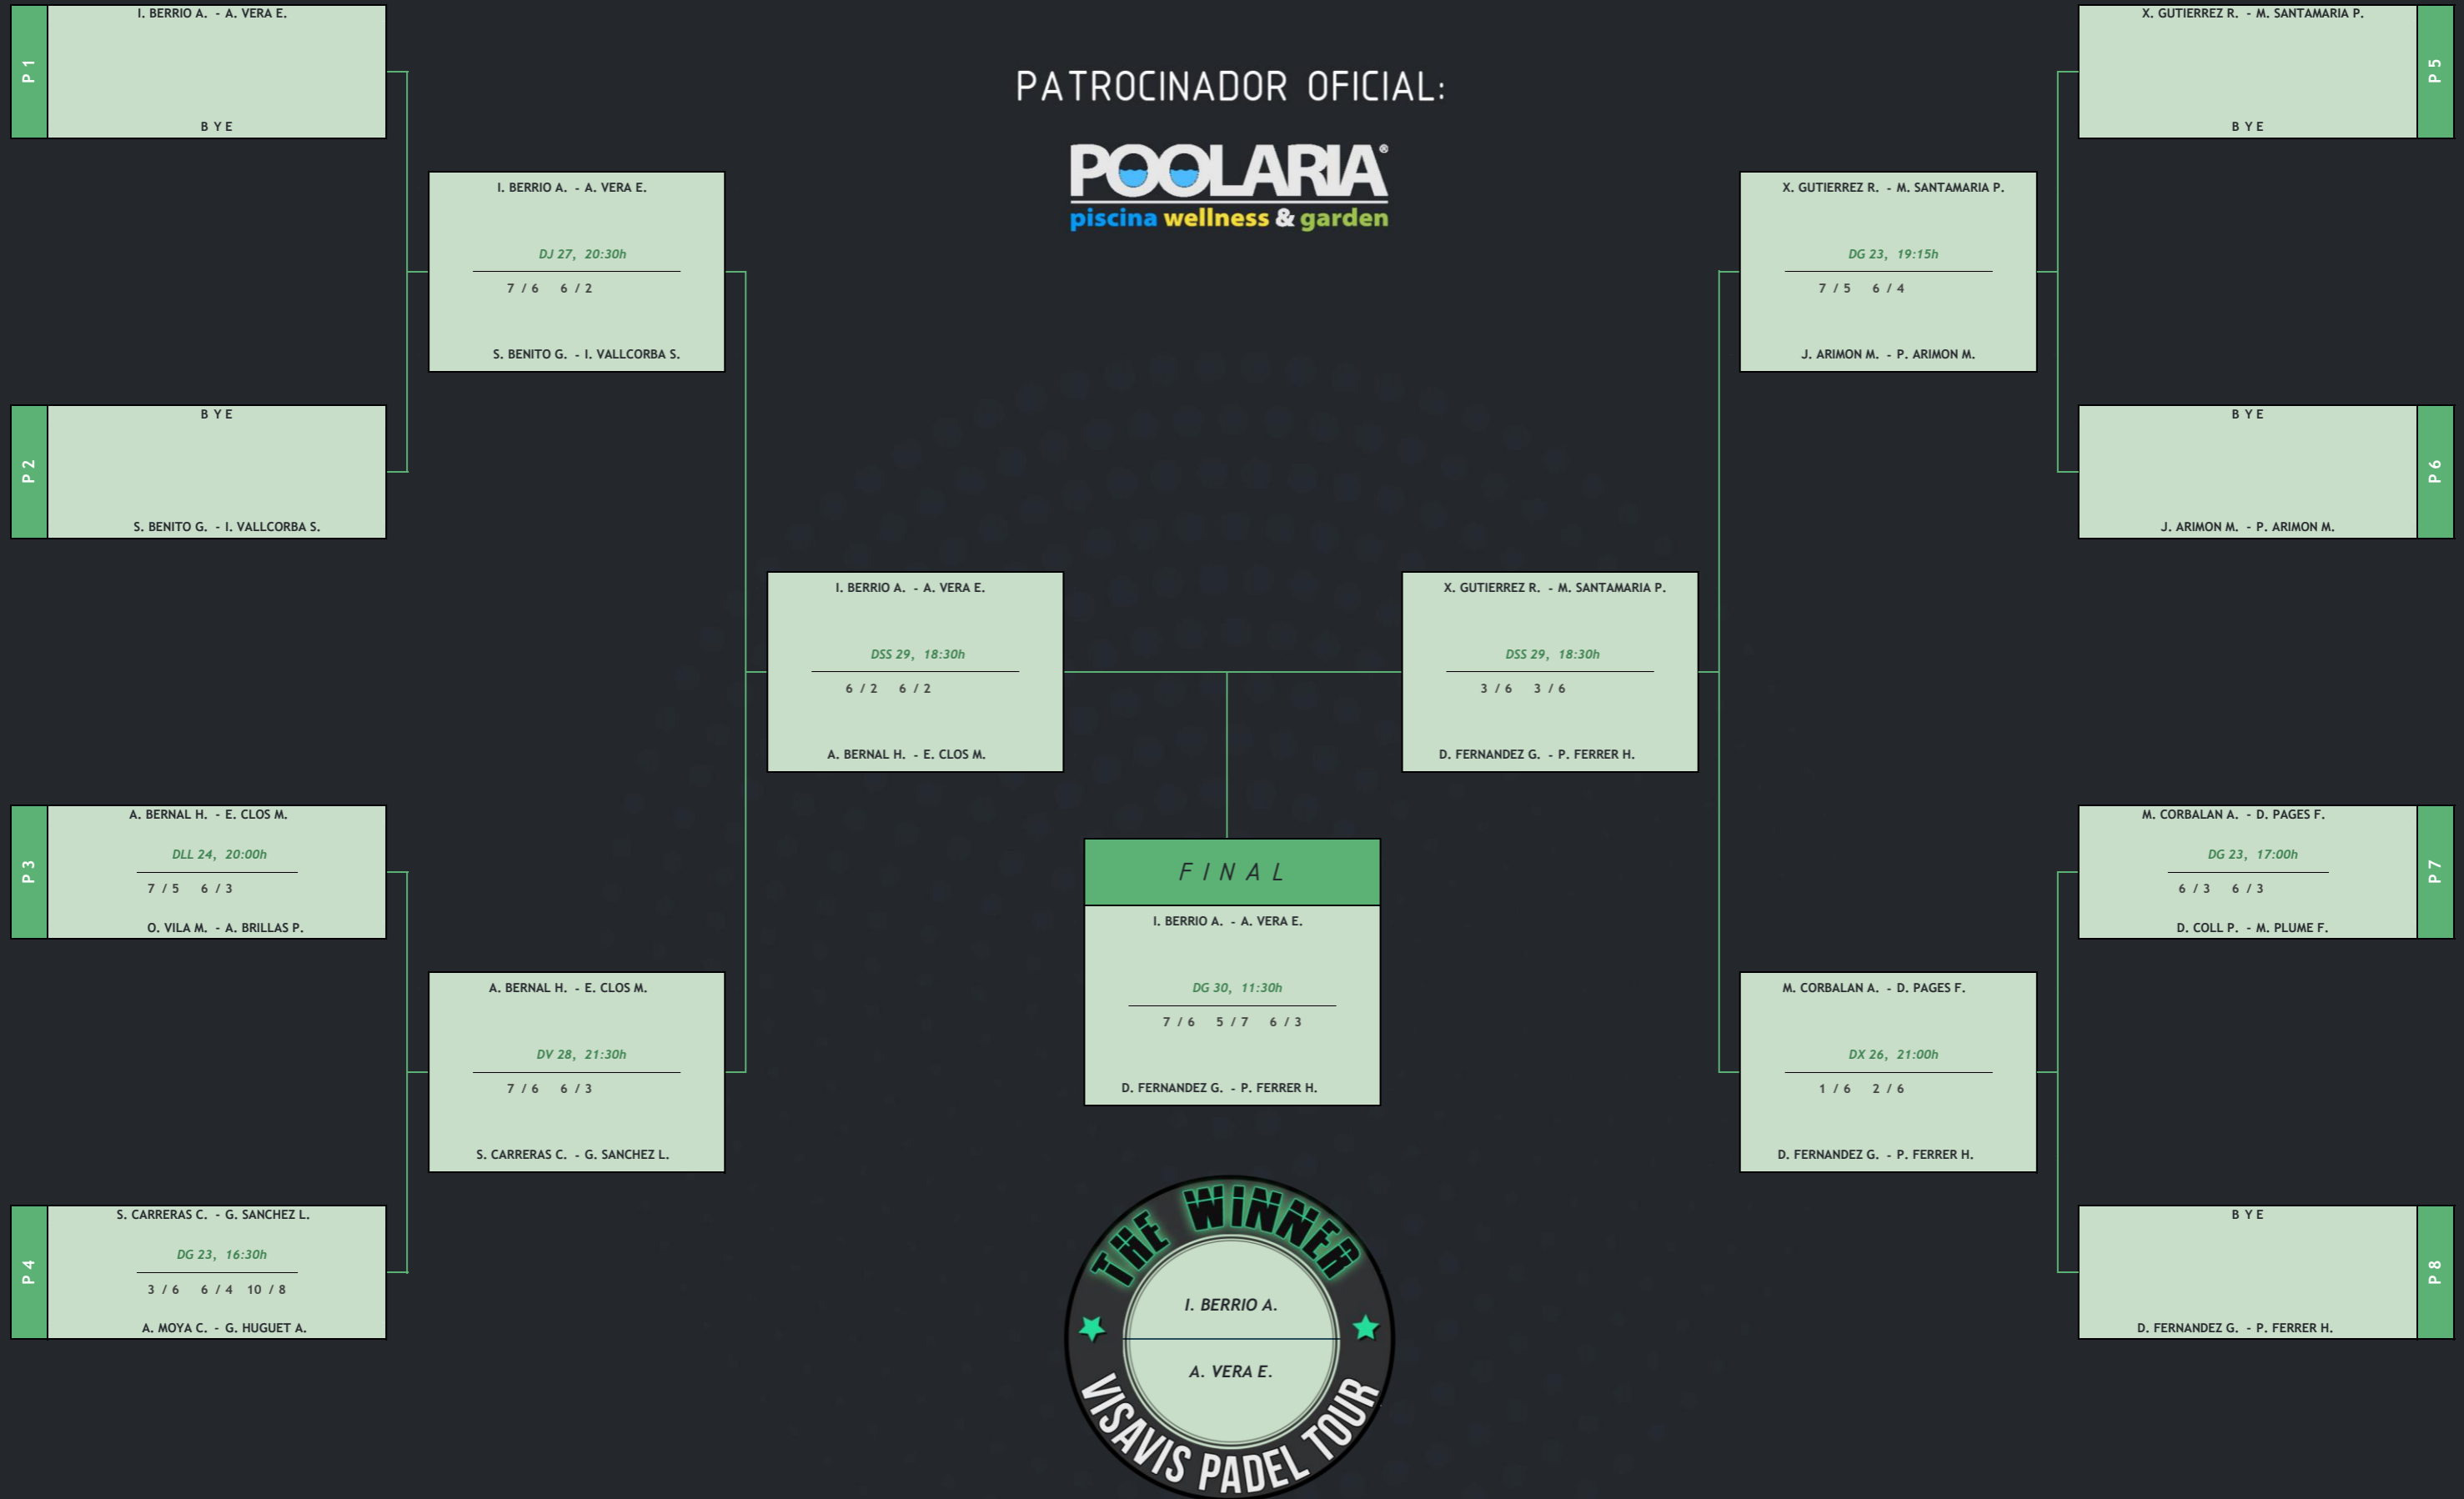 PATROCINADOR OFICIAL:
POOLARIA®
piscina wellness & garden
P 1
I. BERRIO A. - A. VERA E.
B Y E
P 2
B Y E
S. BENITO G. - I. VALLCORBA S.
P 3
A. BERNAL H. - E. CLOS M.
DLL 24, 20:00h
7 / 5 6 / 3
O. VILA M. - A. BRILLAS P.
P 4
S. CARRERAS C. - G. SANCHEZ L.
DG 23, 16:30h
3 / 6 6 / 4 10 / 8
A. MOYA C. - G. HUGUET A.
I. BERRIO A. - A. VERA E.
DJ 27, 20:30h
7 / 6 6 / 2
S. BENITO G. - I. VALLCORBA S.
A. BERNAL H. - E. CLOS M.
DV 28, 21:30h
7 / 6 6 / 3
S. CARRERAS C. - G. SANCHEZ L.
I. BERRIO A. - A. VERA E.
DSS 29, 18:30h
6 / 2 6 / 2
A. BERNAL H. - E. CLOS M.
X. GUTIERREZ R. - M. SANTAMARIA P.
DSS 29, 18:30h
3 / 6 3 / 6
D. FERNANDEZ G. - P. FERRER H.
X. GUTIERREZ R. - M. SANTAMARIA P.
DG 23, 19:15h
7 / 5 6 / 4
J. ARIMON M. - P. ARIMON M.
M. CORBALAN A. - D. PAGES F.
DX 26, 21:00h
1 / 6 2 / 6
D. FERNANDEZ G. - P. FERRER H.
X. GUTIERREZ R. - M. SANTAMARIA P.
B Y E
P 5
B Y E
J. ARIMON M. - P. ARIMON M.
P 6
M. CORBALAN A. - D. PAGES F.
DG 23, 17:00h
6 / 3 6 / 3
D. COLL P. - M. PLUME F.
P 7
B Y E
D. FERNANDEZ G. - P. FERRER H.
P 8
F I N A L
I. BERRIO A. - A. VERA E.
DG 30, 11:30h
7 / 6 5 / 7 6 / 3
D. FERNANDEZ G. - P. FERRER H.
THE WINNER
I. BERRIO A.
A. VERA E.
VISAVIS PADEL TOUR